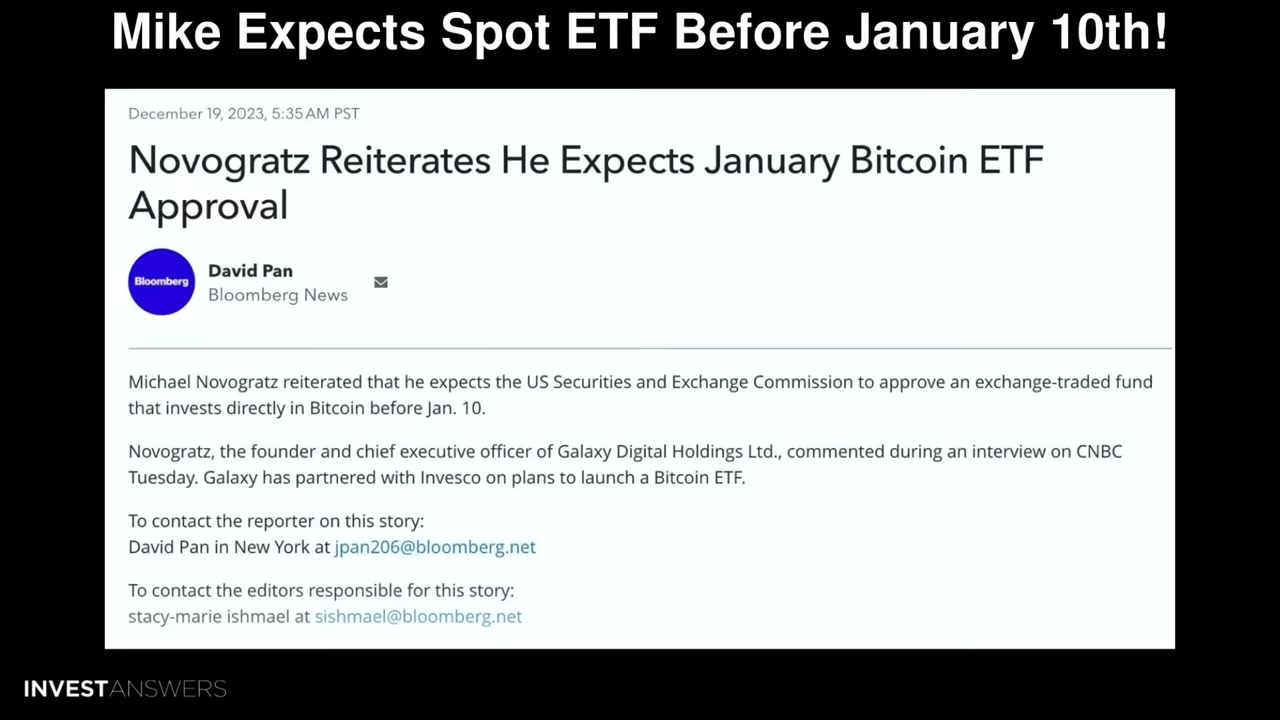 Mike Expects Spot ETF Before January 10th!
December 19, 2023, 5:35 AM PST
Novogratz Reiterates He Expects January Bitcoin ETF
Approval
Bloomberg
David Pan
Bloomberg News
Michael Novogratz reiterated that he expects the US Securities and Exchange Commission to approve an exchange-traded fund
that invests directly in Bitcoin before Jan. 10.
Novogratz, the founder and chief executive officer of Galaxy Digital Holdings Ltd., commented during an interview on CNBC
Tuesday. Galaxy has partnered with Invesco on plans to launch a Bitcoin ETF.
To contact the reporter on this story:
David Pan in New York at jpan206@bloomberg.net
To contact the editors responsible for this story:
stacy-marie ishmael at sishmael@bloomberg.net
INVESTANSWERS